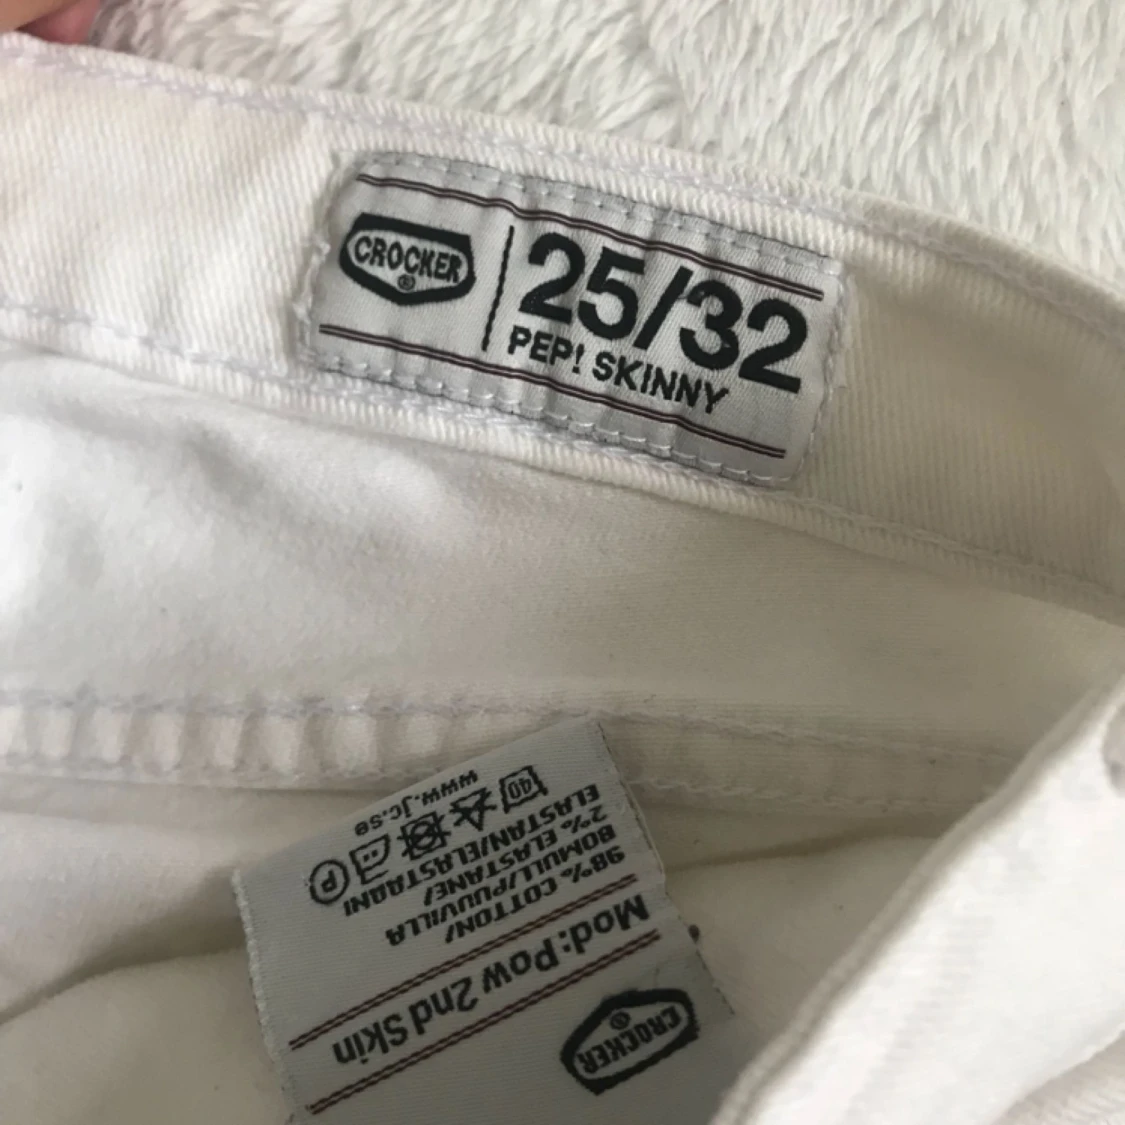 CROCKER
®
25/32
PEP! SKINNY
CROCKER
®
Mod:Pow 2nd Skin
98% COTTON/
BOMULL/PUUVILLA
2% ELASTANE/
ELASTAN/ELASTAANI
40
P
www.jc.se